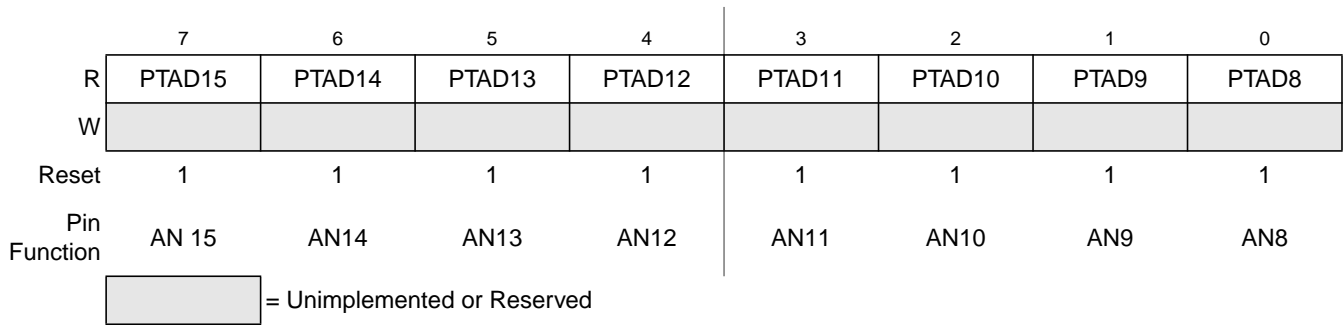 7 6 5 4 3 2 1 0
R PTAD15 PTAD14 PTAD13 PTAD12 PTAD11 PTAD10 PTAD9 PTAD8
W
Reset 1 1 1 1 1 1 1 1
Pin
Function AN 15 AN14 AN13 AN12 AN11 AN10 AN9 AN8
= Unimplemented or Reserved